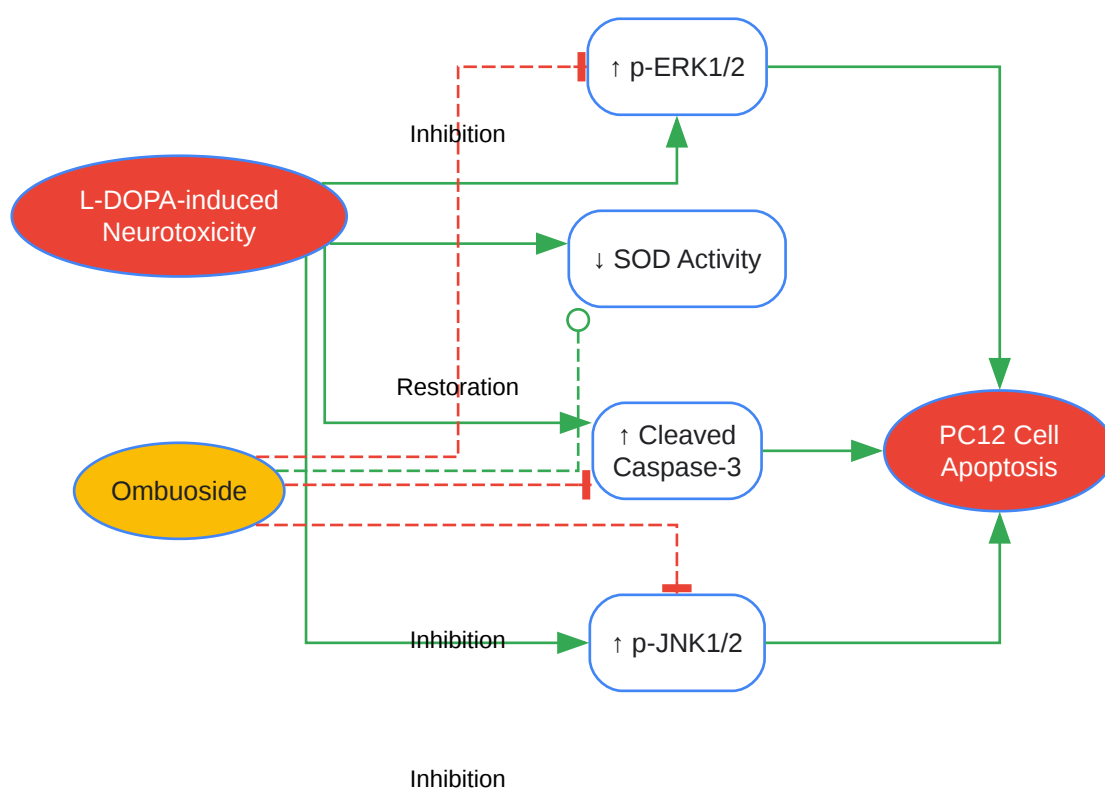 ↑ p-ERK1/2
Inhibition
L-DOPA-induced
Neurotoxicity
↓ SOD Activity
Restoration
↑ Cleaved
Caspase-3
PC12 Cell
Apoptosis
Ombuoside
Inhibition
↑ p-JNK1/2
Inhibition